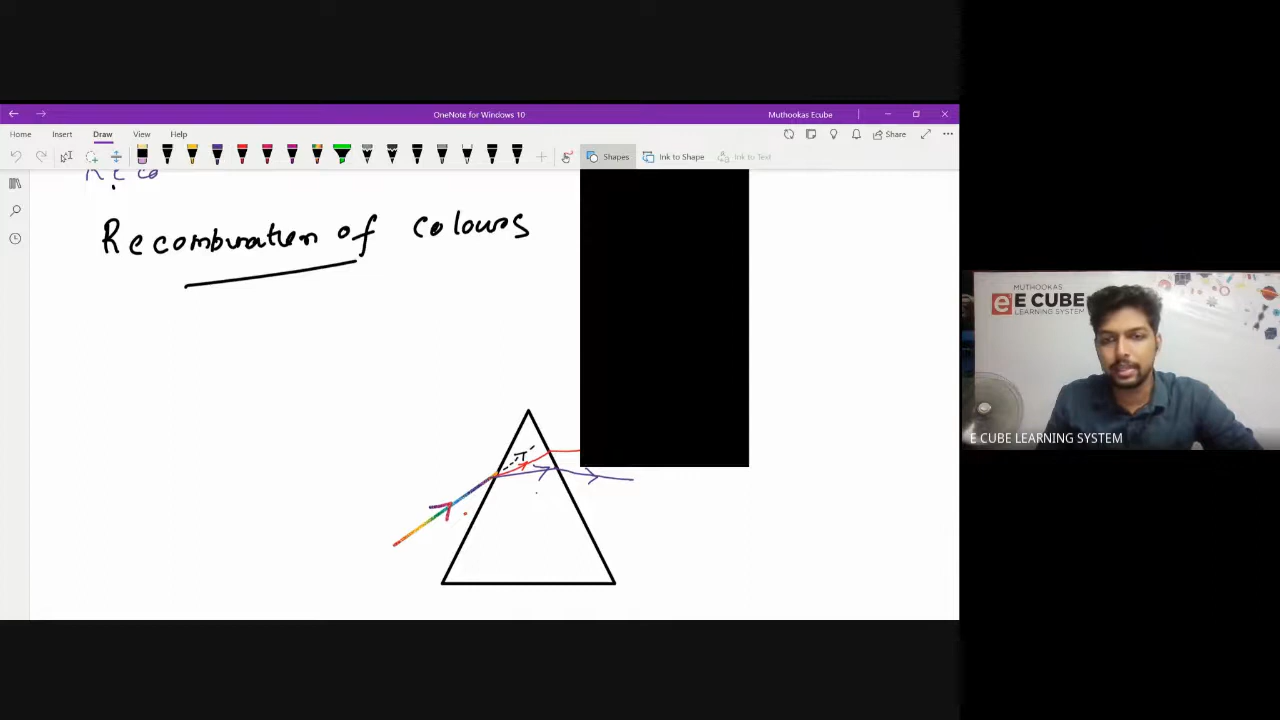 OneNote for Windows 10
Muthookas Ecube
Home Insert Draw View Help
Share
Shapes
Ink to Shape
Ink to Text
Recombination of colours
MUTHOOKAS
e E CUBE
LEARNING SYSTEM
E CUBE LEARNING SYSTEM